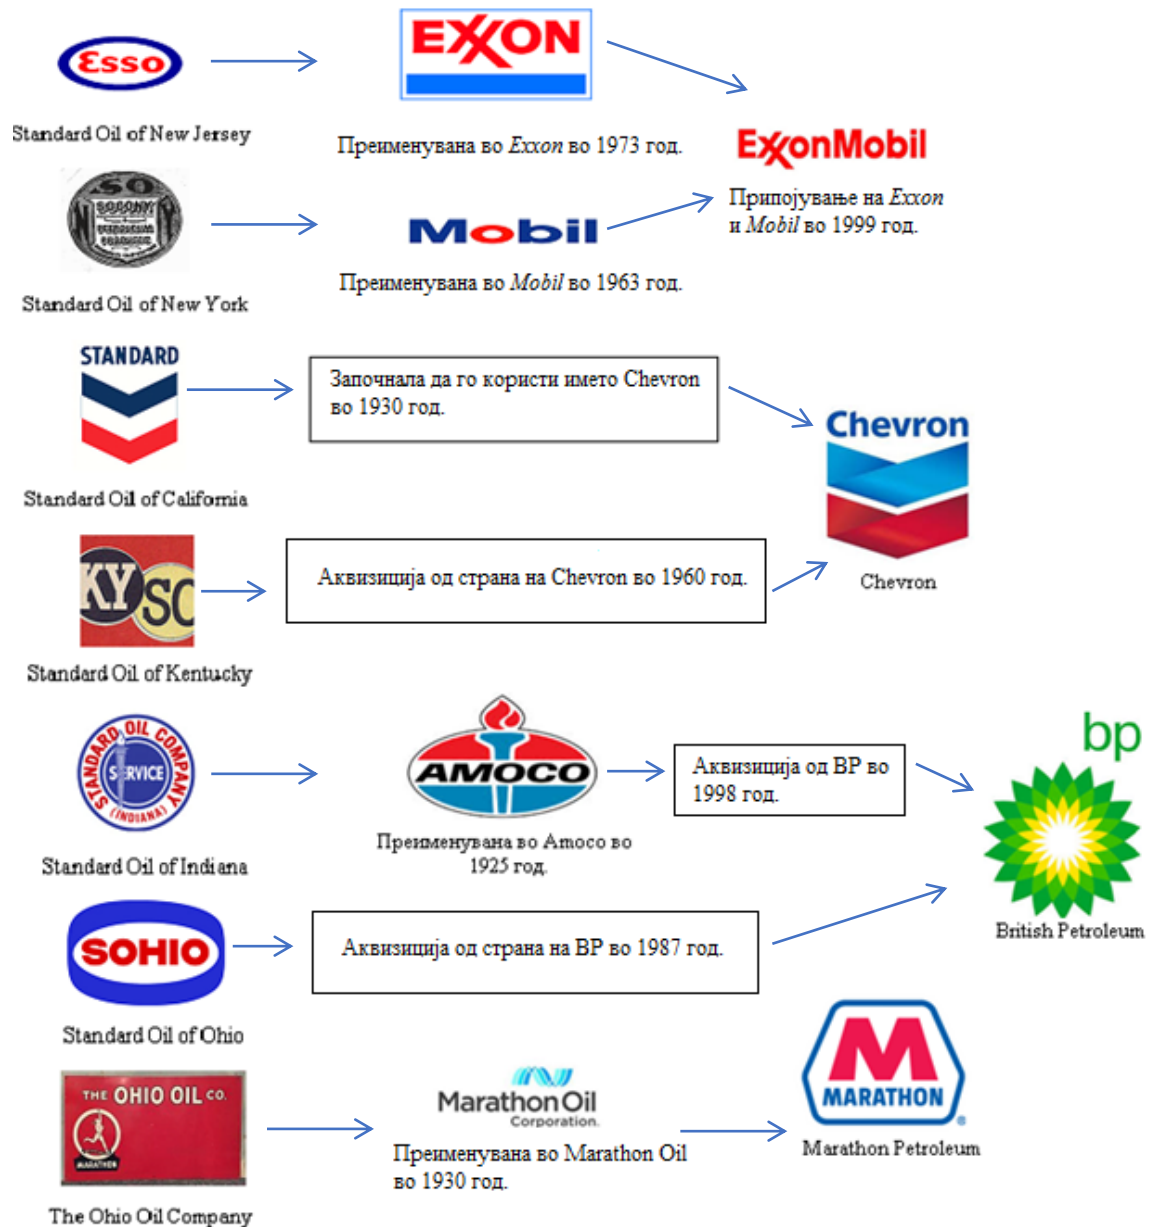 Esso
Standard Oil of New Jersey
EXXON
Преименувана во Exxon во 1973 год.
ExxonMobil
Припојување на Exxon
и Mobil во 1999 год.
SO
SOCONY
N Y
Standard Oil of New York
Mobil
Преименувана во Mobil во 1963 год.
STANDARD
Standard Oil of California
Започнала да го користи името Chevron
во 1930 год.
Chevron
Chevron
KYSO
Standard Oil of Kentucky
Аквизиција од страна на Chevron во 1960 год.
STANDARD OIL COMPANY
SERVICE
(INDIANA)
Standard Oil of Indiana
AMOCO
Преименувана во Amoco во
1925 год.
Аквизиција од BP во
1998 год.
bp
British Petroleum
SOHIO
Standard Oil of Ohio
Аквизиција од страна на BP во 1987 год.
THE OHIO OIL CO.
MARATHON
The Ohio Oil Company
Marathon Oil
Corporation.
Преименувана во Marathon Oil
во 1930 год.
M
MARATHON
®
Marathon Petroleum